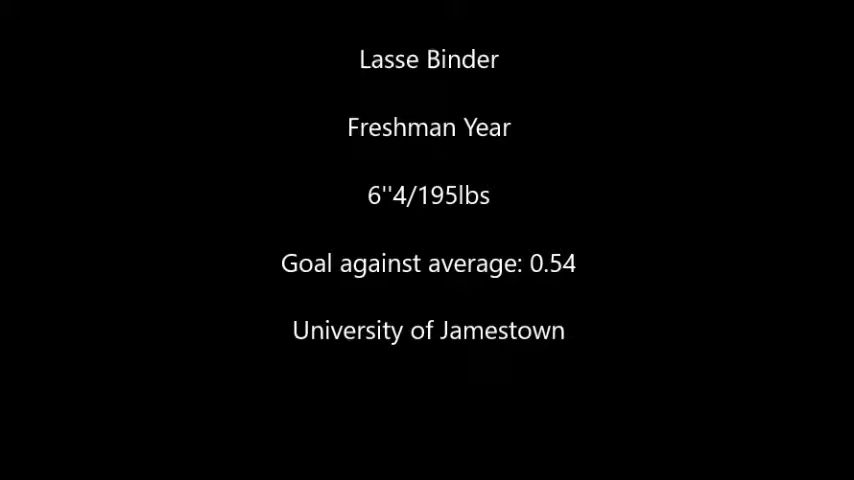 Lasse Binder
Freshman Year
6''4/195lbs
Goal against average: 0.54
University of Jamestown